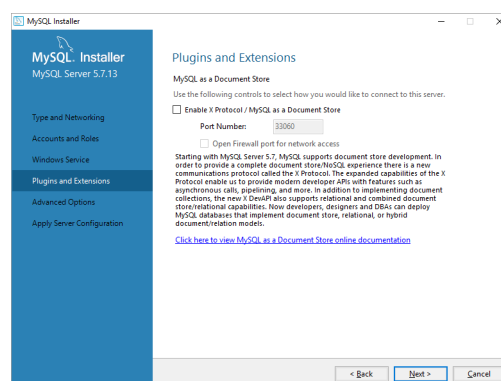 MySQL Installer
MySQL. Installer
MySQL Server 5.7.13
Type and Networking
Accounts and Roles
Windows Service
Plugins and Extensions
Advanced Options
Apply Server Configuration
Plugins and Extensions
MySQL as a Document Store
Use the following controls to select how you would like to connect to this server.
Enable X Protocol / MySQL as a Document Store
Port Number: 33060
Open Firewall port for network access
Starting with MySQL Server 5.7, MySQL supports document store development. In
order to provide a complete document store/NoSQL experience there is a new
communications protocol called the X Protocol. The expanded capabilities of the X
Protocol enable us to provide modern developer APIs with features such as
asynchronous calls, pipelining, and more. In addition to implementing document
collections, the new X DevAPI also supports relational and combined document
store/relational capabilities. Now developers, designers and DBAs can deploy
MySQL databases that implement document store, relational, or hybrid
document/relation models.
Click here to view MySQL as a Document Store online documentation
< Back
Next >
Cancel